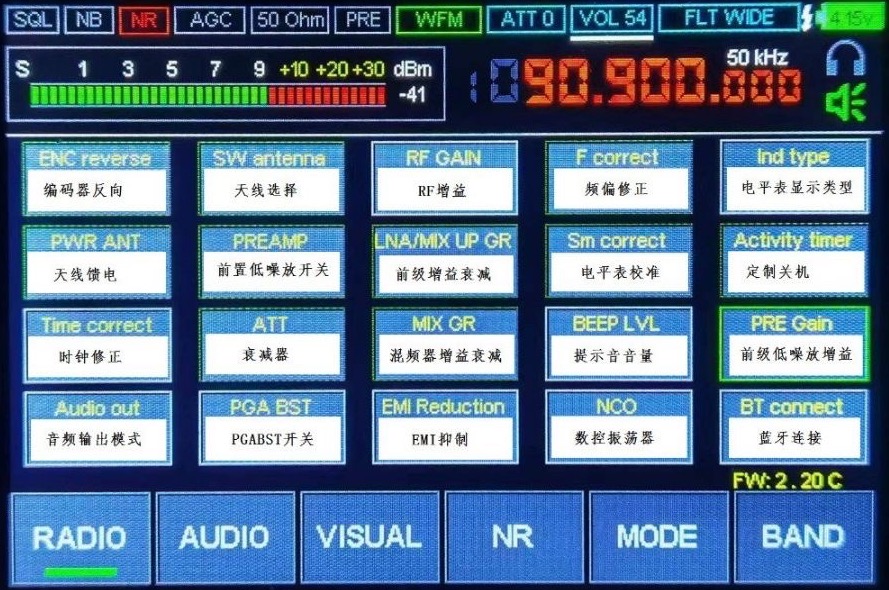 SQL NB NR AGC 50 Ohm PRE WFM ATT 0 VOL 54 FLT WIDE 4.15v
S 1 3 5 7 9 +10 +20 +30 dBm
-41
50 kHz
1090.900.000
ENC reverse
编码器反向
SW antenna
天线选择
RF GAIN
RF增益
F correct
频偏修正
Ind type
电平表显示类型
PWR ANT
天线馈电
PREAMP
前置低噪放开关
LNA/MIX UP GR
前级增益衰减
Sm correct
电平表校准
Activity timer
定制关机
Time correct
时钟修正
ATT
衰减器
MIX GR
混频器增益衰减
BEEP LVL
提示音音量
PRE Gain
前级低噪放增益
Audio out
音频输出模式
PGA BST
PGABST开关
EMI Reduction
EMI抑制
NCO
数控振荡器
BT connect
蓝牙连接
FW: 2.20C
RADIO AUDIO VISUAL NR MODE BAND